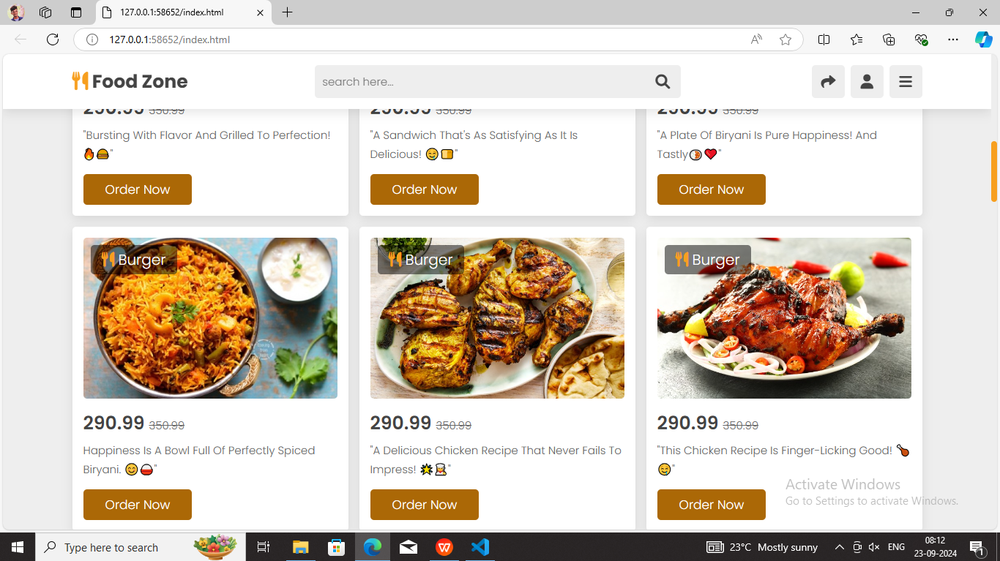 127.0.0.1:58652/index.html
127.0.0.1:58652/index.html
Food Zone
search here...
290.99 350.99
290.99 350.99
290.99 350.99
"Bursting With Flavor And Grilled To Perfection!
🔥🍔"
"A Sandwich That's As Satisfying As It Is
Delicious! 😋🍞"
"A Plate Of Biryani Is Pure Happiness! And
Tastly🍛❤️"
Order Now
Order Now
Order Now
Burger
Burger
Burger
290.99 350.99
290.99 350.99
290.99 350.99
Happiness Is A Bowl Full Of Perfectly Spiced
Biryani. 😊🍚"
"A Delicious Chicken Recipe That Never Fails To
Impress! 🌟👩‍🍳"
"This Chicken Recipe Is Finger-Licking Good! 🍗
😋"
Order Now
Order Now
Order Now
Activate Windows
Go to Settings to activate Windows.
Type here to search
23°C Mostly sunny
ENG
08:12
23-09-2024
1